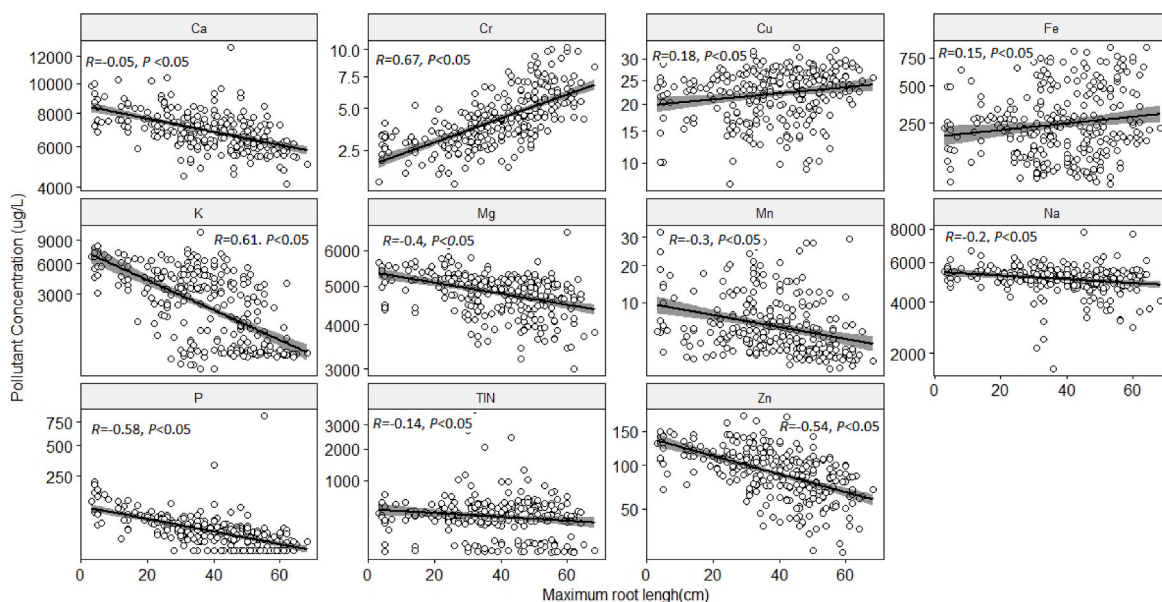 Ca
Cr
Cu
Fe
R=-0.05, P <0.05
R=0.67, P<0.05
R=0.18, P<0.05
R=0.15, P<0.05
12000
10000
8000
6000
4000
10.0
7.5
5.0
2.5
30
25
20
15
10
750
500
250
K
Mg
Mn
Na
R=0.61. P<0.05
R=-0.4, P<0.05
R=-0.3, P<0.05
R=-0.2, P<0.05
9000
6000
3000
6000
5000
4000
3000
30
20
10
8000
6000
4000
2000
0 20 40 60
P
TIN
Zn
R=-0.58, P<0.05
R=-0.14, P<0.05
R=-0.54, P<0.05
750
500
250
3000
2000
1000
150
100
50
0 20 40 60
0 20 40 60
0 20 40 60
Pollutant Concentration (ug/L)
Maximum root lengh(cm)